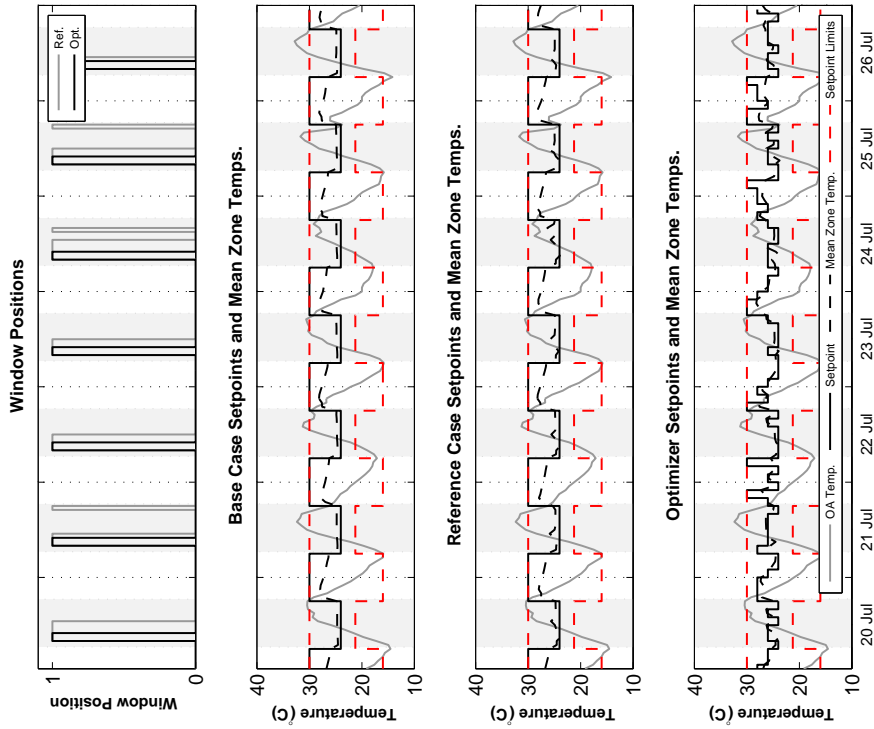 Window Positions
Ref.
Opt.
1
0
Window Position
Base Case Setpoints and Mean Zone Temps.
40
30
20
10
Temperature (°C)
Reference Case Setpoints and Mean Zone Temps.
40
30
20
10
Temperature (°C)
Optimizer Setpoints and Mean Zone Temps.
40
30
20
10
Temperature (°C)
OA Temp.
Setpoint
Mean Zone Temp.
Setpoint Limits
20 Jul
21 Jul
22 Jul
23 Jul
24 Jul
25 Jul
26 Jul